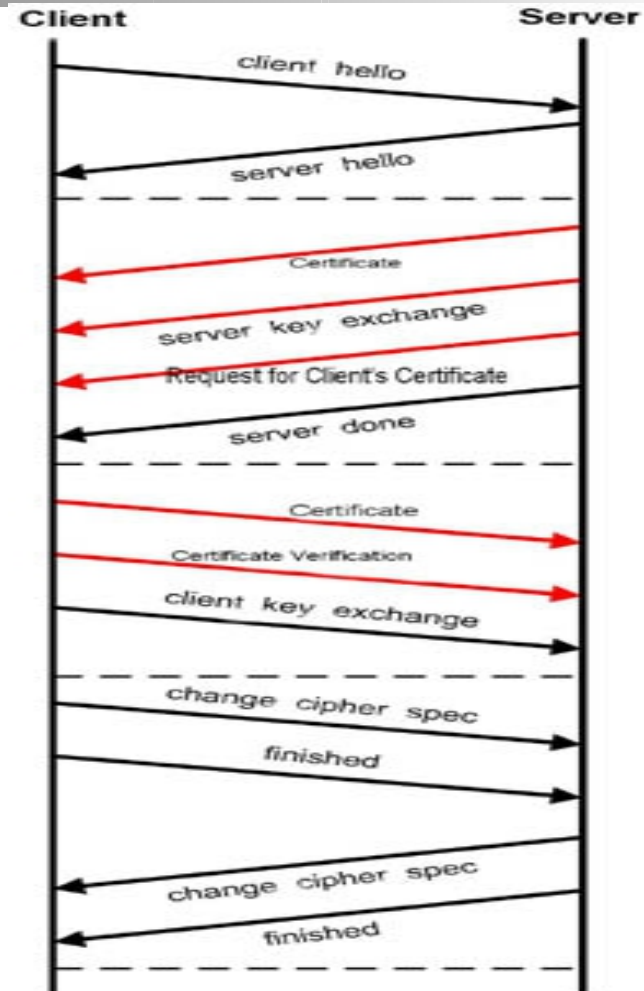 Client
Server
client hello
server hello
Certificate
server key exchange
Request for Client's Certificate
server done
Certificate
Certificate Verification
client key exchange
change cipher spec
finished
change cipher spec
finished